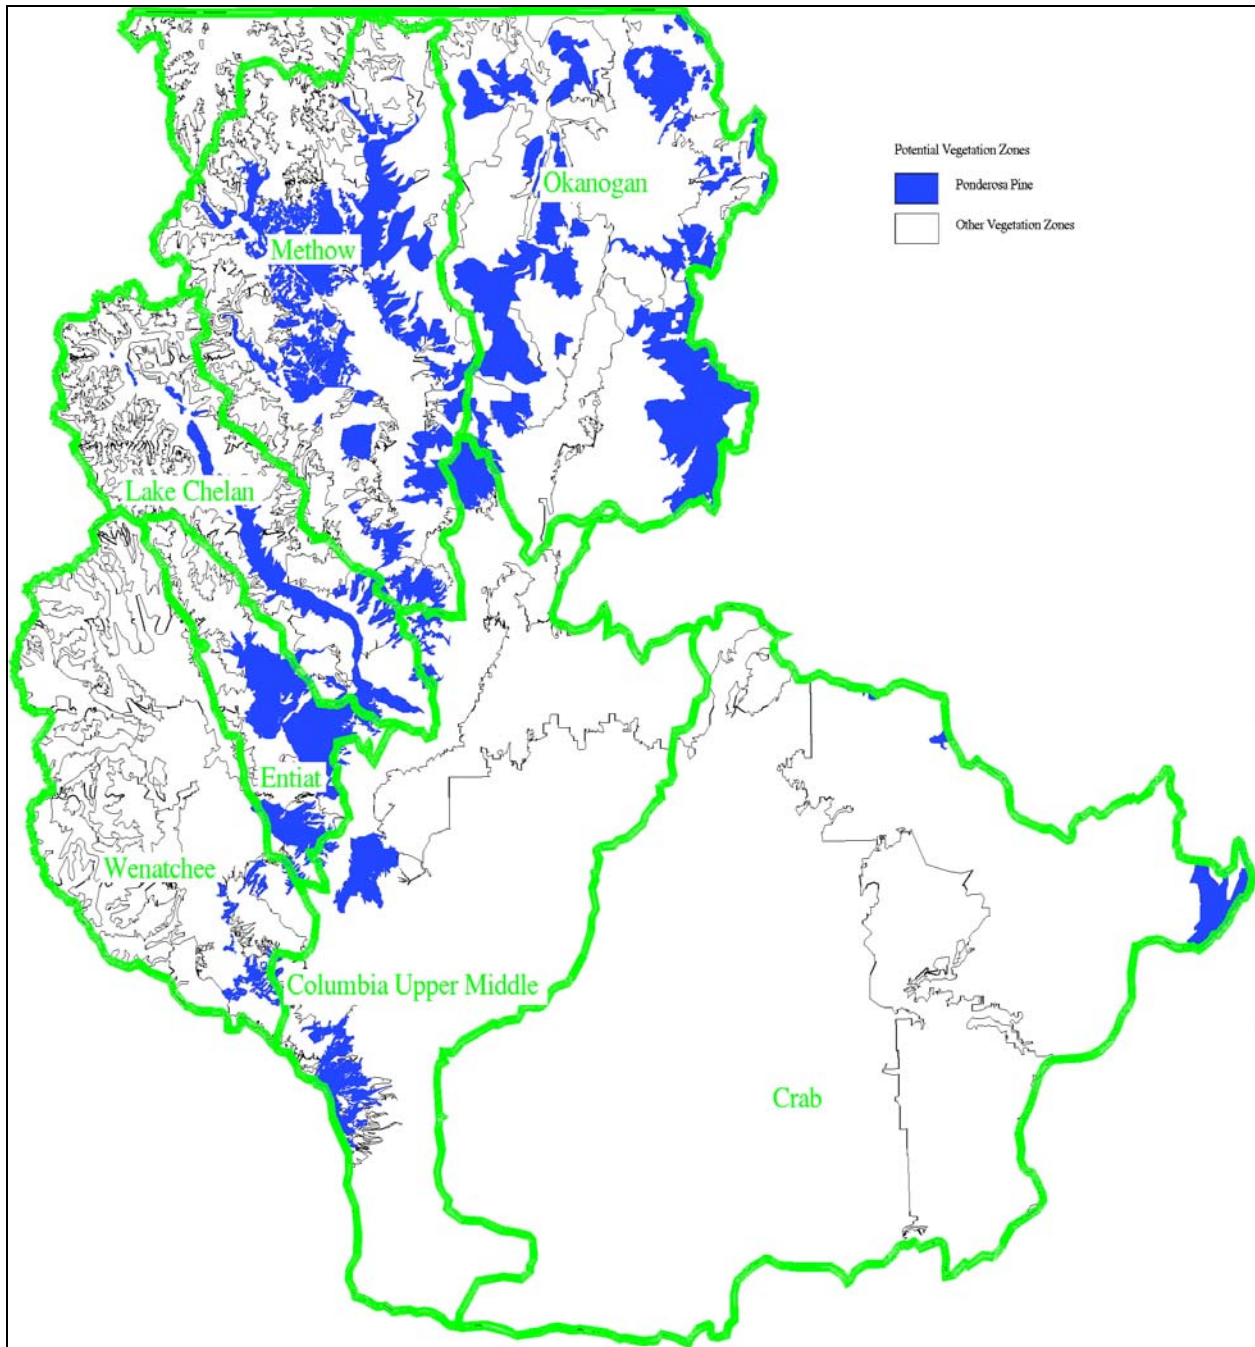 Potential Vegetation Zones
Ponderosa Pine
Other Vegetation Zones
Okanogan
Methow
Lake Chelan
Entiat
Wenatchee
Columbia Upper Middle
Crab